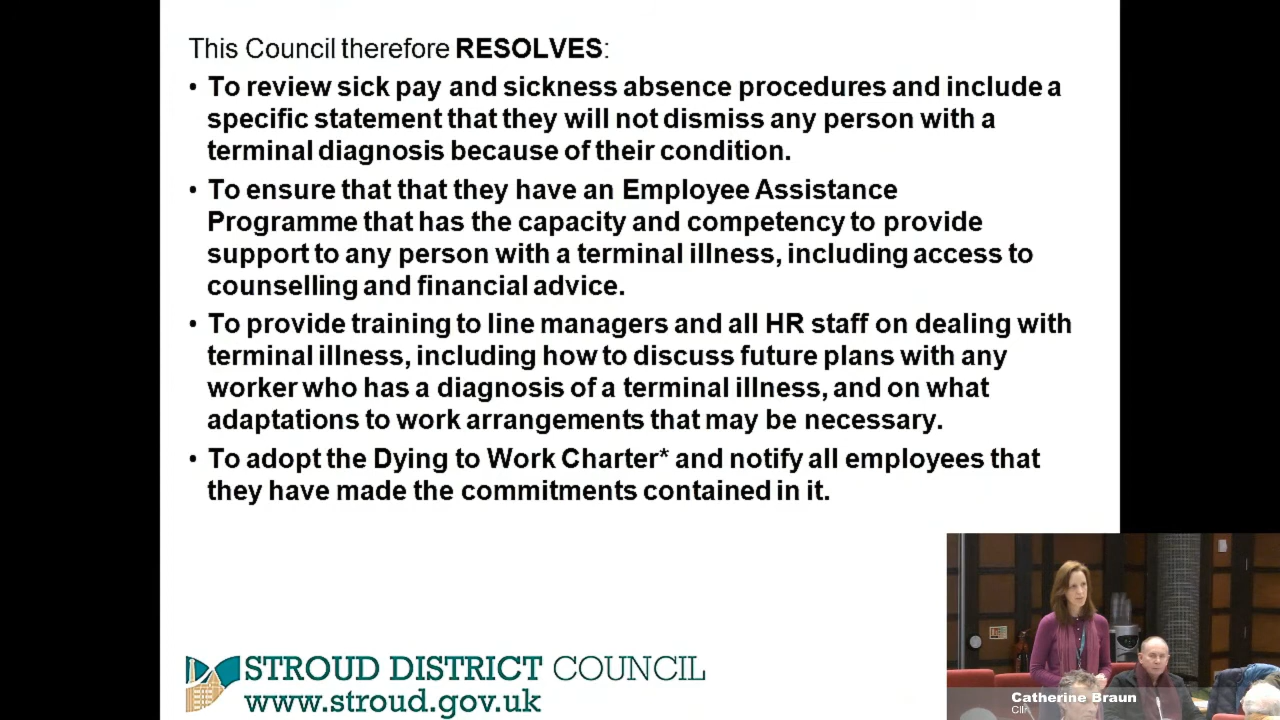 This Council therefore RESOLVES:
• To review sick pay and sickness absence procedures and include a
specific statement that they will not dismiss any person with a
terminal diagnosis because of their condition.
• To ensure that that they have an Employee Assistance
Programme that has the capacity and competency to provide
support to any person with a terminal illness, including access to
counselling and financial advice.
• To provide training to line managers and all HR staff on dealing with
terminal illness, including how to discuss future plans with any
worker who has a diagnosis of a terminal illness, and on what
adaptations to work arrangements that may be necessary.
• To adopt the Dying to Work Charter* and notify all employees that
they have made the commitments contained in it.
STROUD DISTRICT COUNCIL
www.stroud.gov.uk
Catherine Braun